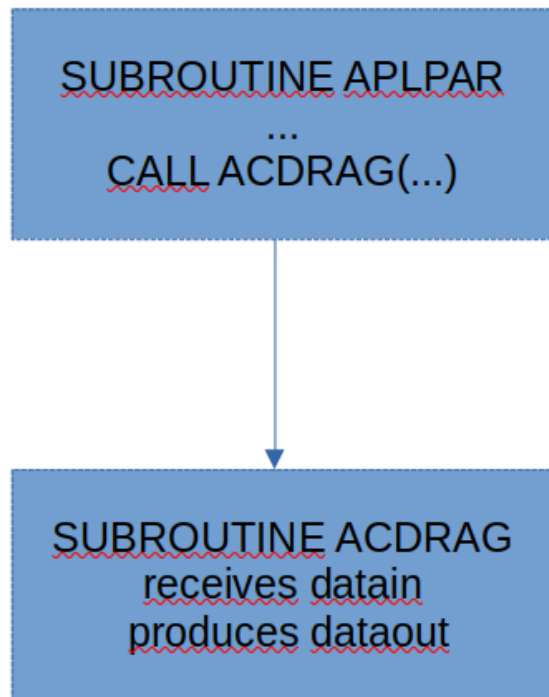 SUBROUTINE APLPAR
...
CALL ACDRAG(...)
SUBROUTINE ACDRAG
receives datain
produces dataout